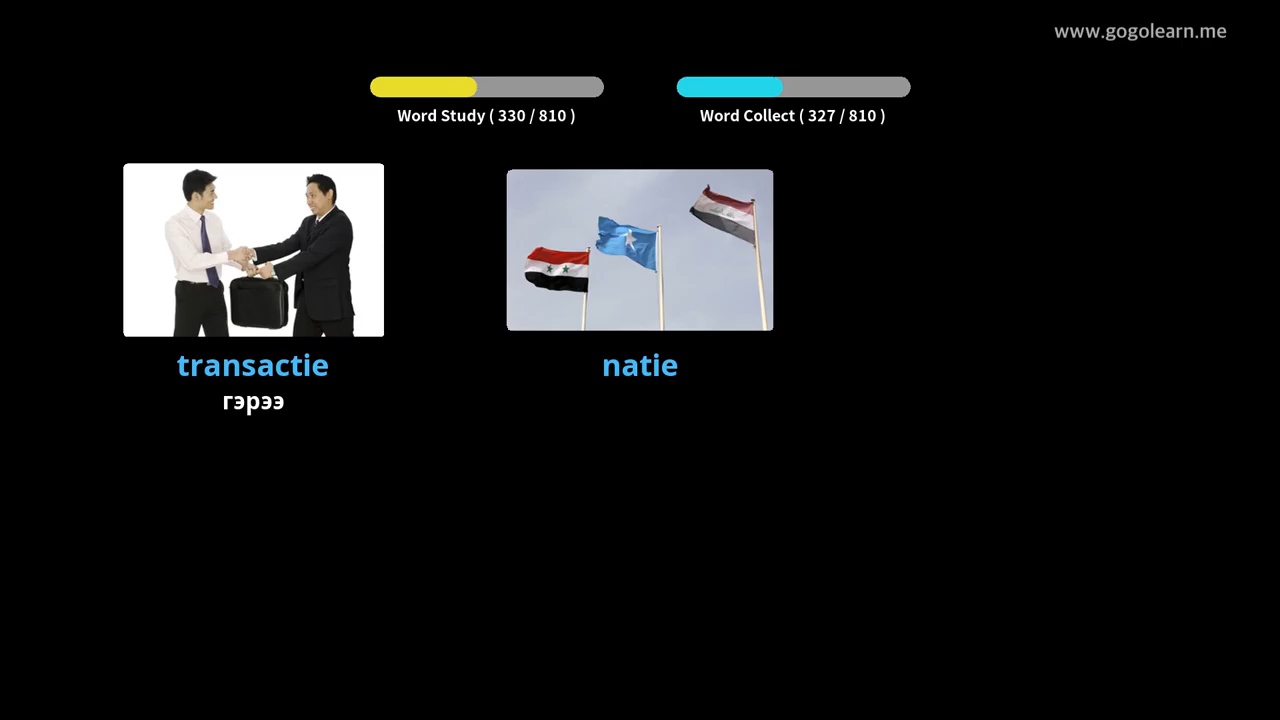 www.gogolearn.me
Word Study ( 330 / 810 )
Word Collect ( 327 / 810 )
transactie
гэрээ
natie